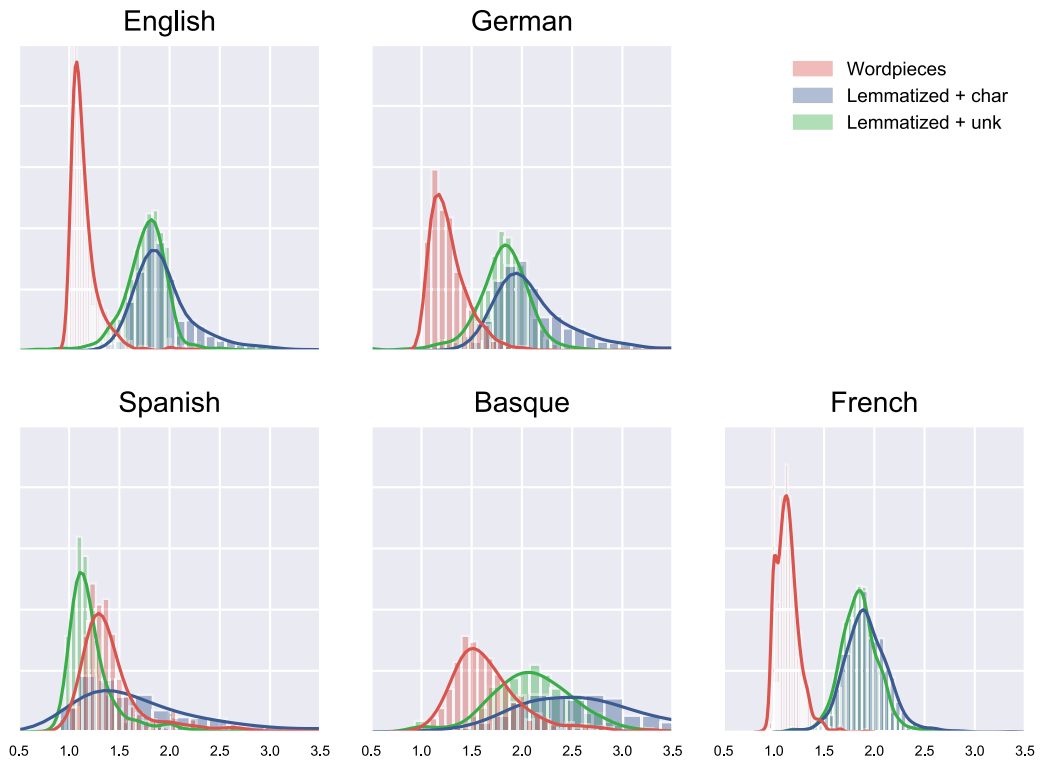 English
German
Wordpieces
Lemmatized + char
Lemmatized + unk
Spanish
Basque
French
0.5 1.0 1.5 2.0 2.5 3.0 3.5
0.5 1.0 1.5 2.0 2.5 3.0 3.5
0.5 1.0 1.5 2.0 2.5 3.0 3.5